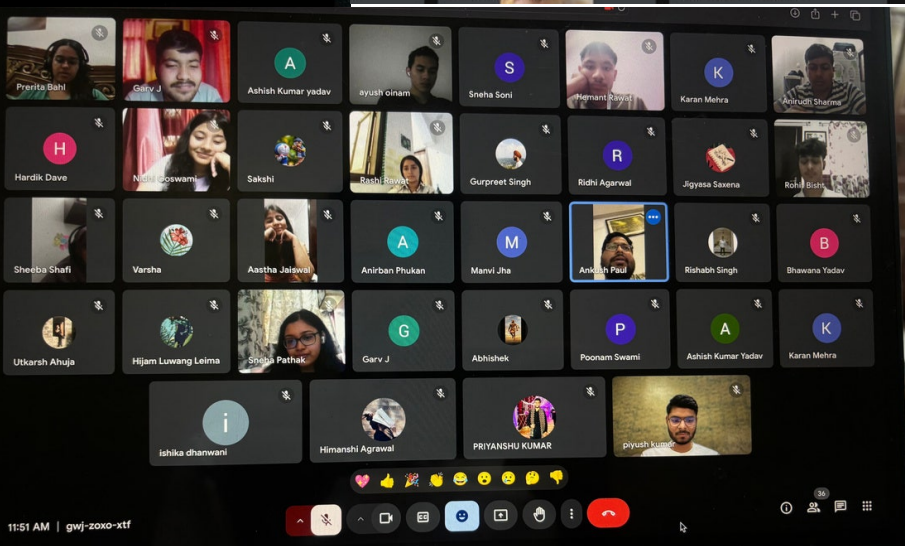 Prerita Bahl
Garv J
A
Ashish Kumar yadav
ayush oinam
S
Sneha Soni
Hemant Rawat
K
Karan Mehra
Anirudh Sharma
H
Hardik Dave
Nidhi Goswami
Sakshi
Rashi Rawat
Gurpreet Singh
R
Ridhi Agarwal
Jigyasa Saxena
Rohit Bisht
Sheeba Shafi
Varsha
Aastha Jaiswal
A
Anirban Phukan
M
Manvi Jha
Ankush Paul
Rishabh Singh
B
Bhawana Yadav
Utkarsh Ahuja
Hijam Luwang Leima
Sneha Pathak
G
Garv J
Abhishek
P
Poonam Swami
A
Ashish Kumar Yadav
K
Karan Mehra
i
ishika dhanwani
Himanshi Agrawal
PRIYANSHU KUMAR
piyush kumar
CC
36
11:51 AM | gwj-zoxo-xtf